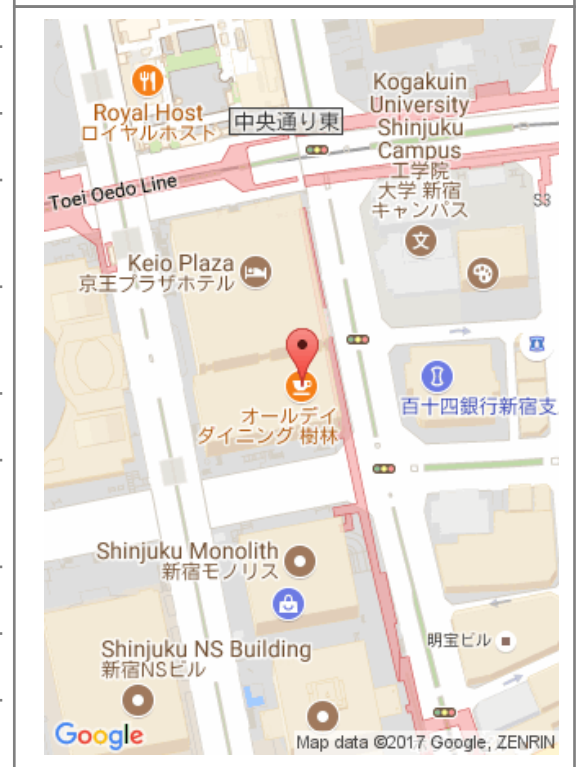 Royal Host
ロイヤルホスト
中央通り東
Kogakuin
University
Shinjuku
Campus
工学院
大学 新宿
キャンパス
Toei Oedo Line
S3
Keio Plaza
京王プラザホテル
オールデイ
ダイニング 樹林
百十四銀行新宿支
Shinjuku Monolith
新宿モノリス
明宝ビル
Shinjuku NS Building
新宿NSビル
Google
Map data ©2017 Google, ZENRIN